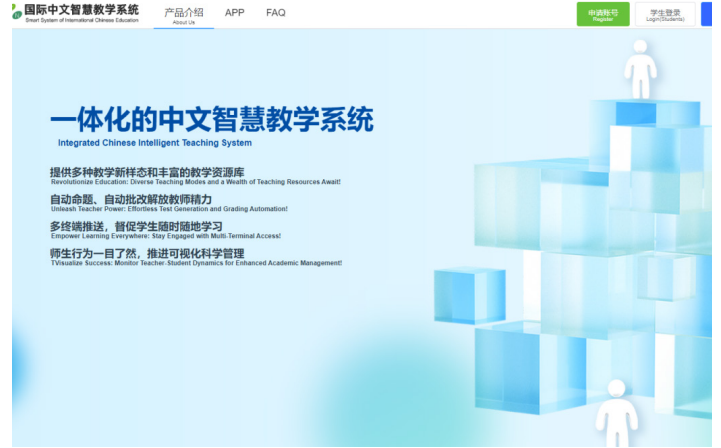 国际中文智慧教学系统
Smart System of International Chinese Education
产品介绍
About Us
APP
FAQ
申请账号
Register
学生登录
Login(Students)
一体化的中文智慧教学系统
Integrated Chinese Intelligent Teaching System
提供多种教学新样态和丰富的教学资源库
Revolutionize Education: Diverse Teaching Modes and a Wealth of Teaching Resources Await!
自动命题、自动批改解放教师精力
Unleash Teacher Power: Effortless Test Generation and Grading Automation!
多终端推送，督促学生随时随地学习
Empower Learning Everywhere: Stay Engaged with Multi-Terminal Access!
师生行为一目了然，推进可视化科学管理
TVisualize Success: Monitor Teacher-Student Dynamics for Enhanced Academic Management!